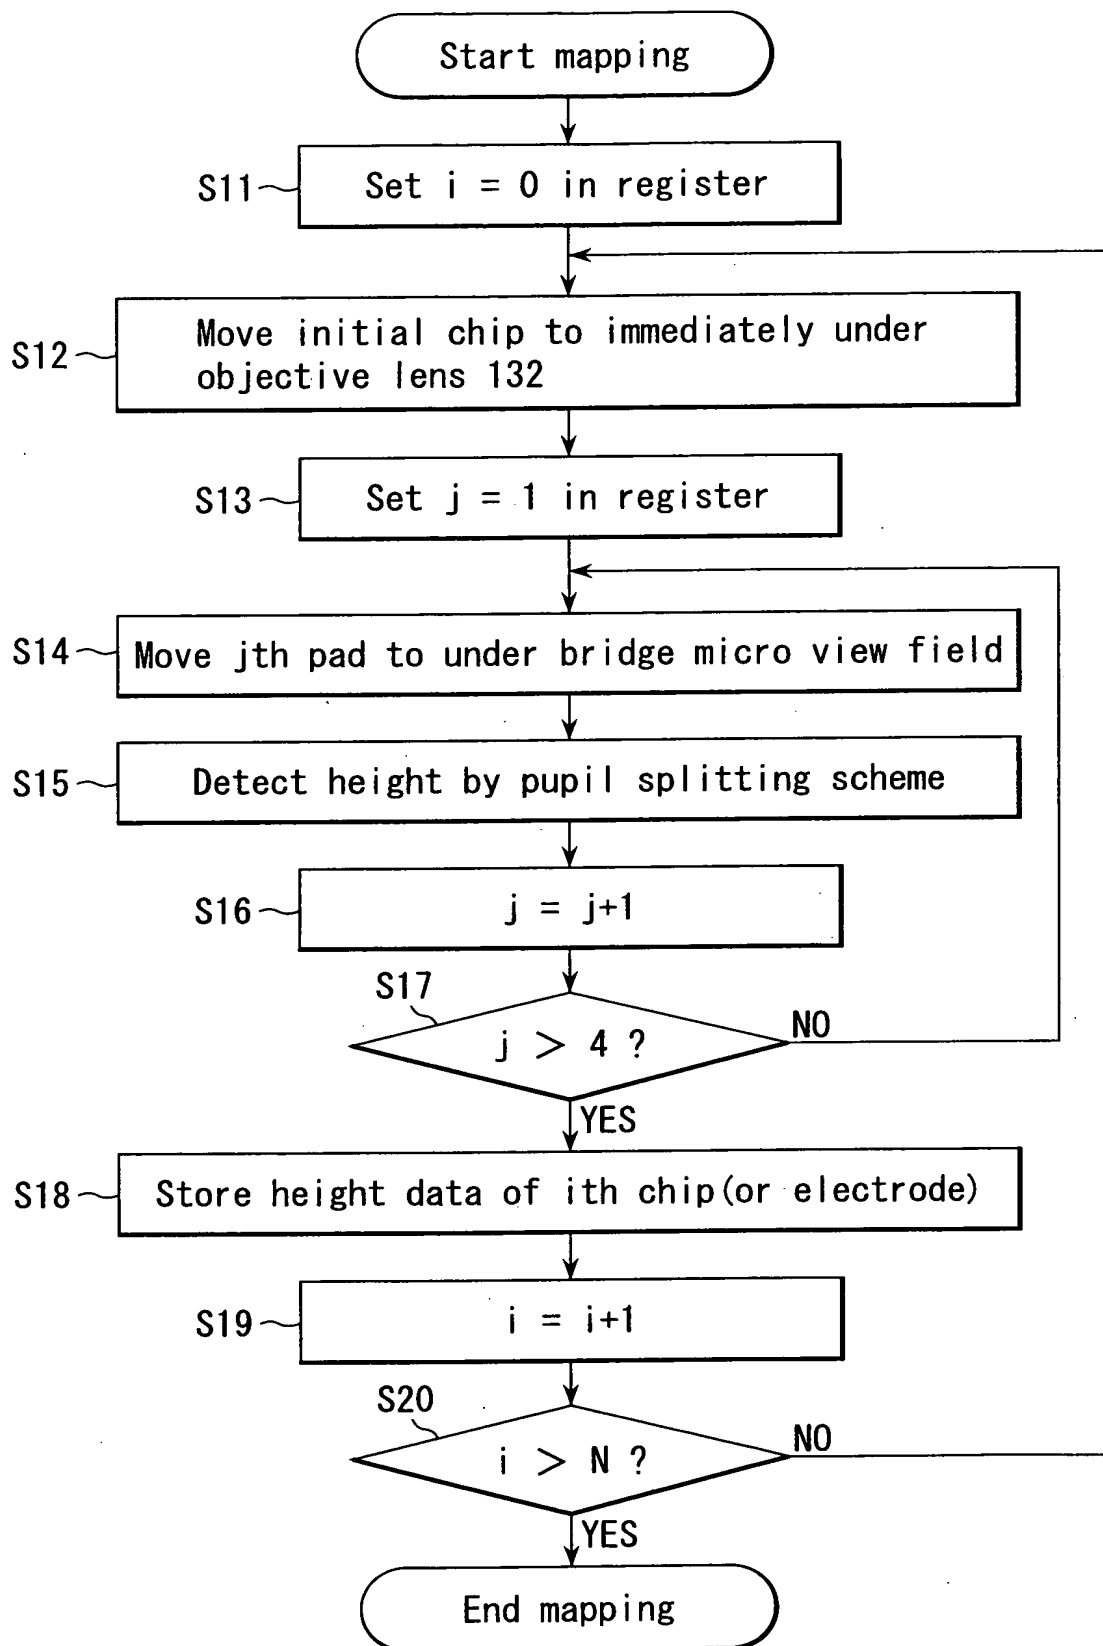 Start mapping
S11
Set i = 0 in register
S12
Move initial chip to immediately under
objective lens 132
S13
Set j = 1 in register
S14
Move jth pad to under bridge micro view field
S15
Detect height by pupil splitting scheme
S16
j = j+1
S17
j > 4 ?
NO
YES
S18
Store height data of ith chip(or electrode)
S19
i = i+1
S20
i > N ?
NO
YES
End mapping